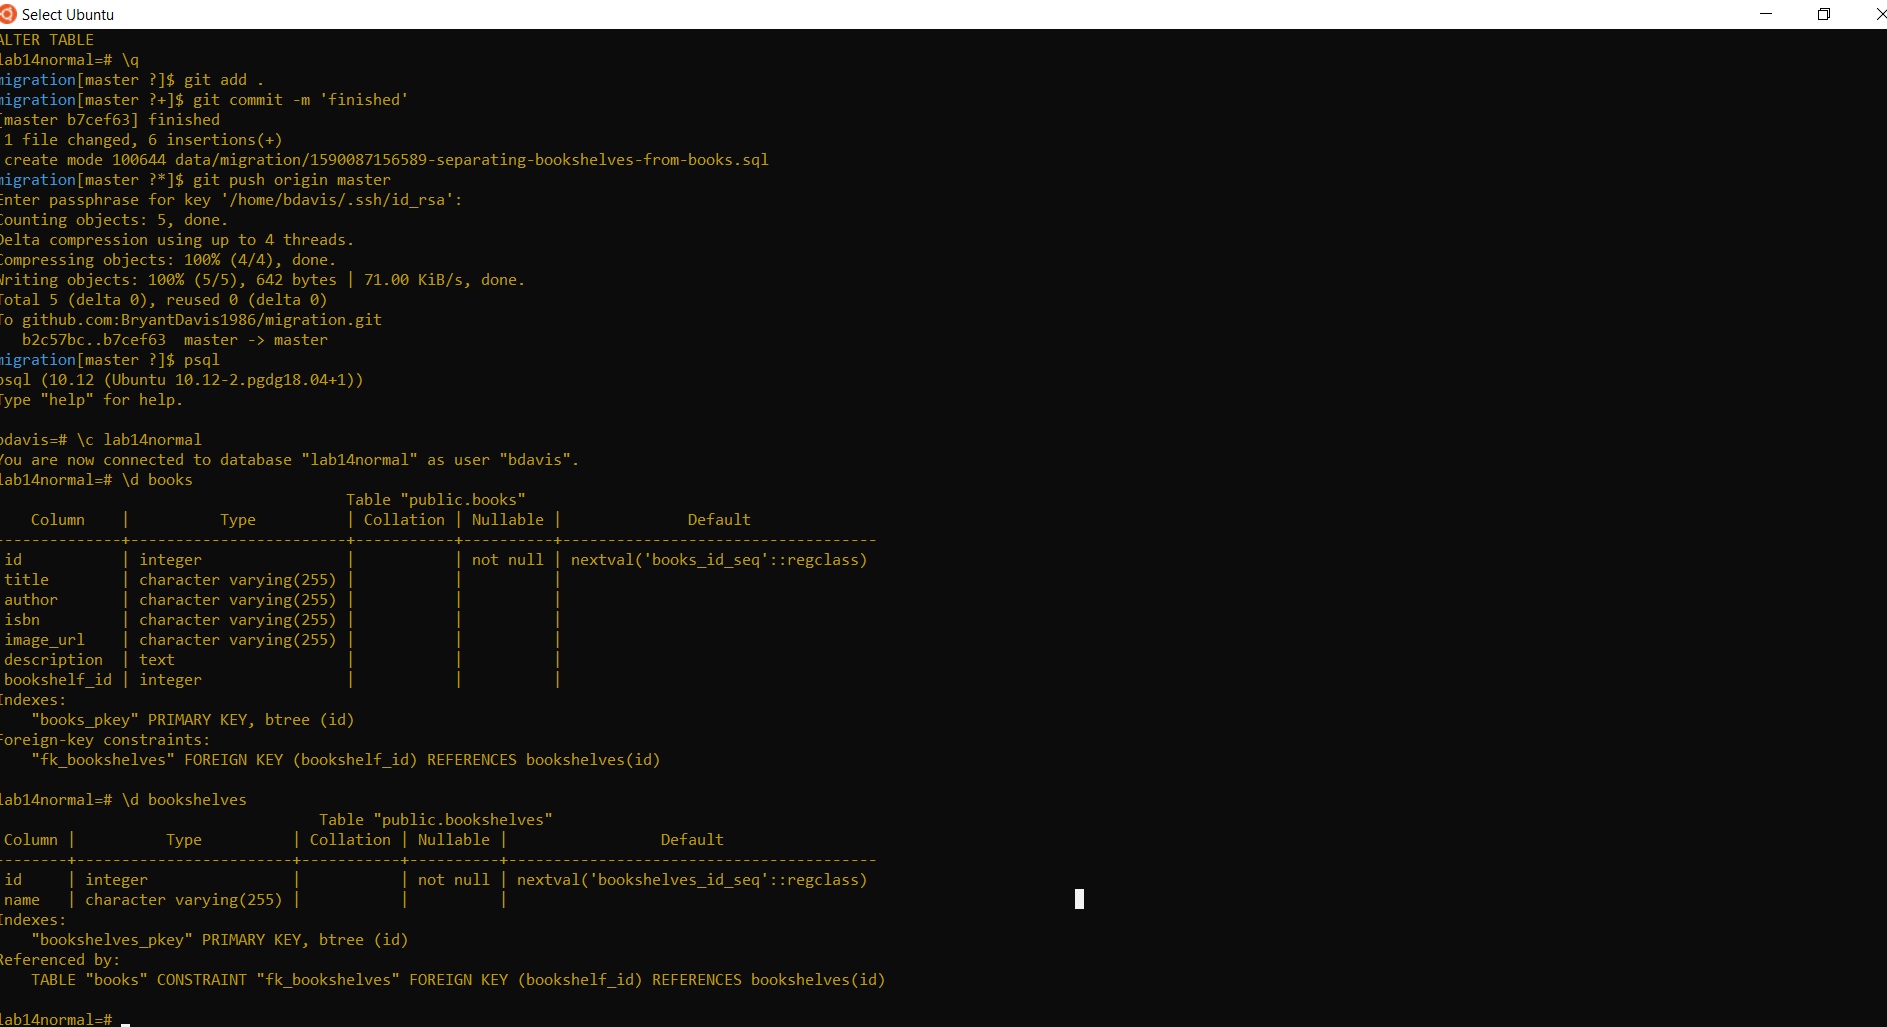 Select Ubuntu
ALTER TABLE
lab14normal=# \q
migration[master ?]$ git add .
migration[master ?+]$ git commit -m 'finished'
[master b7cef63] finished
 1 file changed, 6 insertions(+)
 create mode 100644 data/migration/1590087156589-separating-bookshelves-from-books.sql
migration[master ?*]$ git push origin master
Enter passphrase for key '/home/bdavis/.ssh/id_rsa':
Counting objects: 5, done.
Delta compression using up to 4 threads.
Compressing objects: 100% (4/4), done.
Writing objects: 100% (5/5), 642 bytes | 71.00 KiB/s, done.
Total 5 (delta 0), reused 0 (delta 0)
To github.com:BryantDavis1986/migration.git
   b2c57bc..b7cef63  master -> master
migration[master ?]$ psql
psql (10.12 (Ubuntu 10.12-2.pgdg18.04+1))
Type "help" for help.

bdavis=# \c lab14normal
You are now connected to database "lab14normal" as user "bdavis".
lab14normal=# \d books
                                      Table "public.books"
   Column    |          Type          | Collation | Nullable |              Default
-------------+------------------------+-----------+----------+-----------------------------------
 id          | integer                |           | not null | nextval('books_id_seq'::regclass)
 title       | character varying(255) |           |          |
 author      | character varying(255) |           |          |
 isbn        | character varying(255) |           |          |
 image_url   | character varying(255) |           |          |
 description | text                   |           |          |
 bookshelf_id | integer                |           |          |
Indexes:
    "books_pkey" PRIMARY KEY, btree (id)
Foreign-key constraints:
    "fk_bookshelves" FOREIGN KEY (bookshelf_id) REFERENCES bookshelves(id)

lab14normal=# \d bookshelves
                                   Table "public.bookshelves"
Column |          Type          | Collation | Nullable |                 Default
-------+------------------------+-----------+----------+-----------------------------------------
 id    | integer                |           | not null | nextval('bookshelves_id_seq'::regclass)
 name  | character varying(255) |           |          |
Indexes:
    "bookshelves_pkey" PRIMARY KEY, btree (id)
Referenced by:
    TABLE "books" CONSTRAINT "fk_bookshelves" FOREIGN KEY (bookshelf_id) REFERENCES bookshelves(id)

lab14normal=#